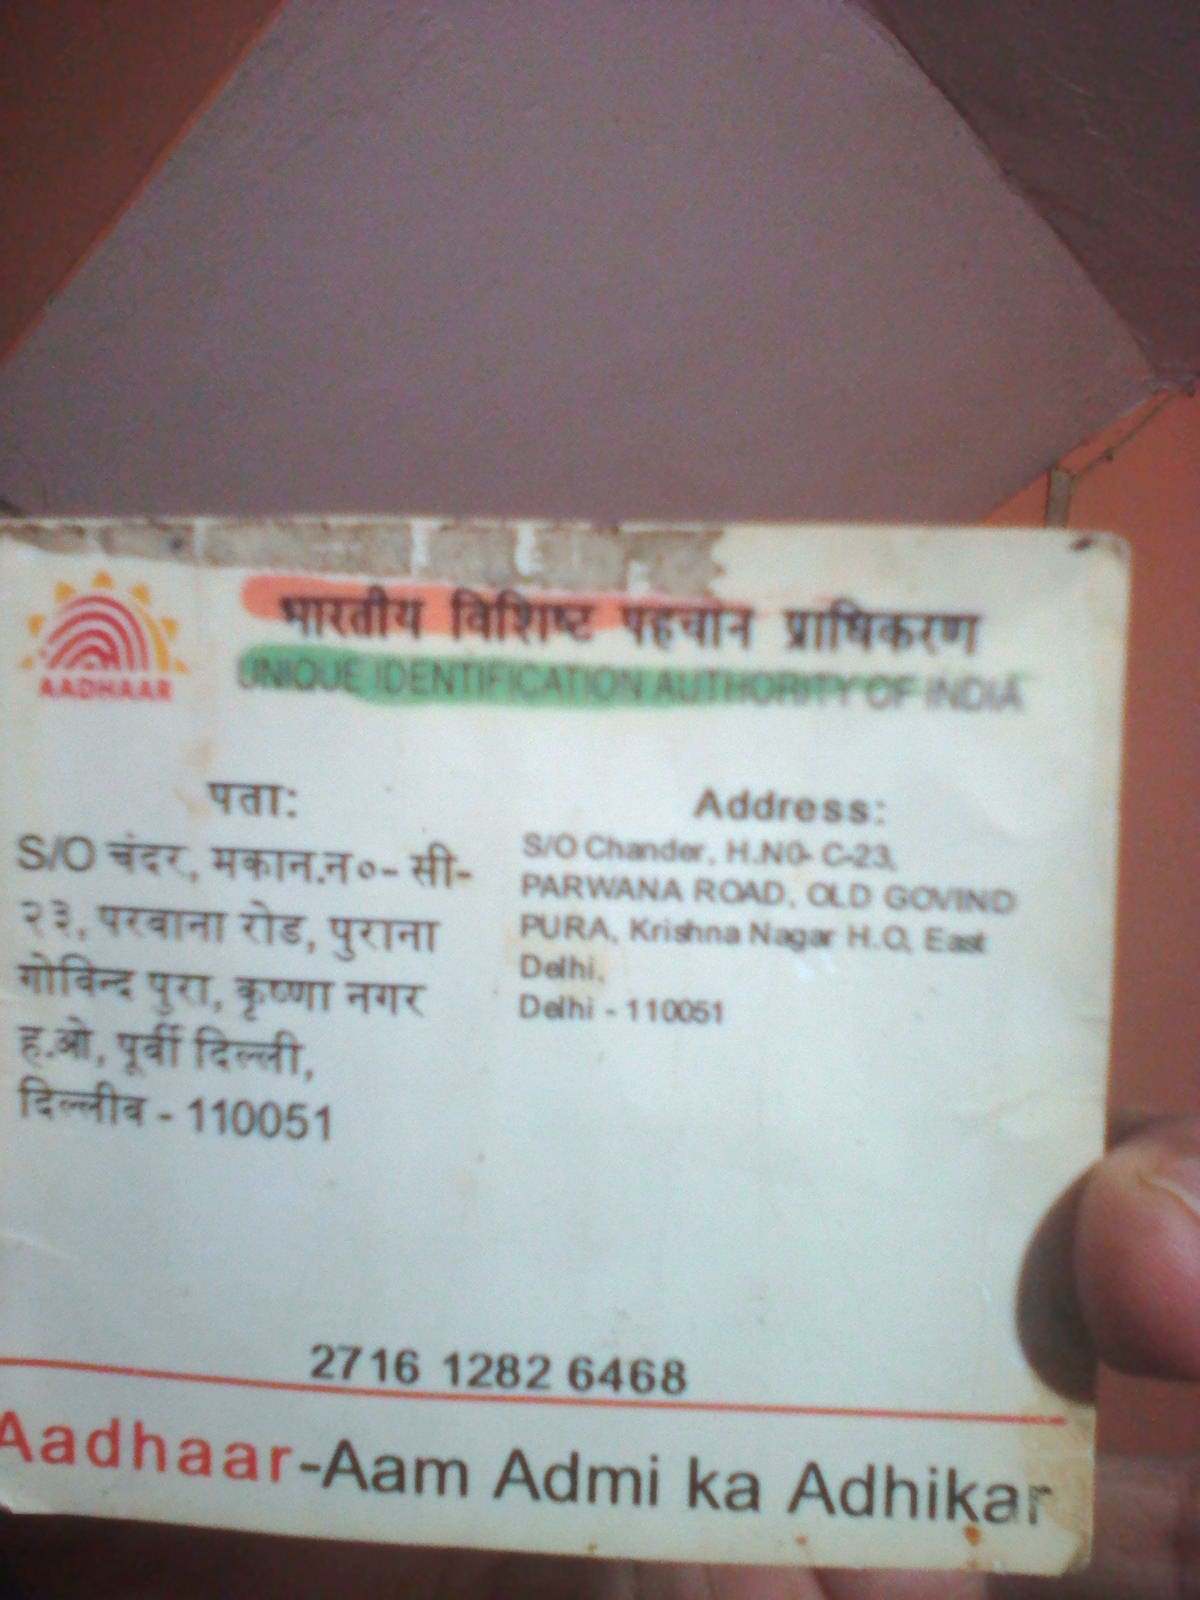 भारतीय विशिष्ट पहचान प्राधिकरण
UNIQUE IDENTIFICATION AUTHORITY OF INDIA
AADHAAR
पता:
S/O चंदर, मकान.न०- सी-
२३, परवाना रोड, पुराना
गोविन्द पुरा, कृष्णा नगर
ह.ओ, पूर्वी दिल्ली,
दिल्लीव - 110051
Address:
S/O Chander, H.NO- C-23,
PARWANA ROAD, OLD GOVIND
PURA, Krishna Nagar H.O, East
Delhi,
Delhi - 110051
2716 1282 6468
Aadhaar-Aam Admi ka Adhikar